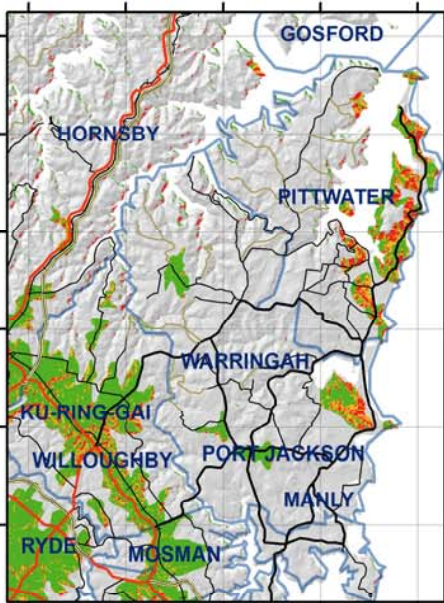 GOSFORD
HORNSBY
PITTWATER
WARRINGAH
KU-RING-GAI
WILLOUGHBY
PORT JACKSON
MANLY
RYDE
MOSMAN